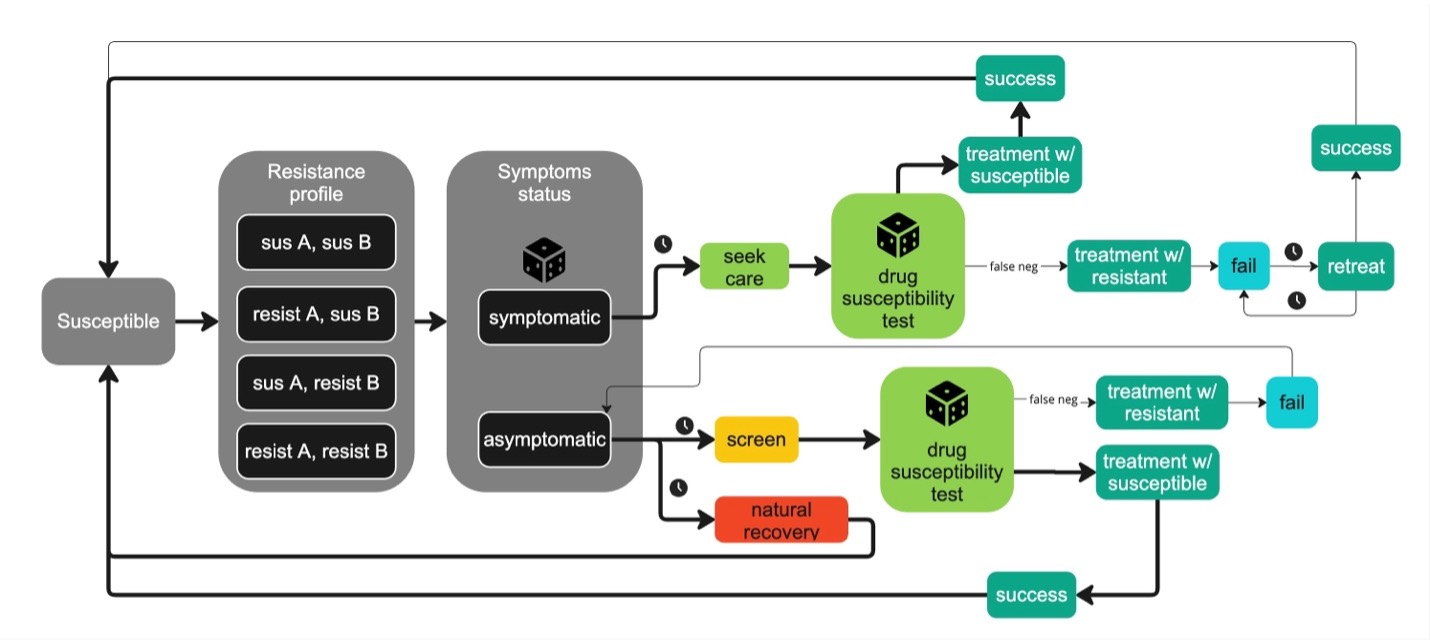 success
treatment w/
susceptible
success
Resistance
profile
Symptoms
status
sus A, sus B
resist A, sus B
sus A, resist B
resist A, resist B
Susceptible
symptomatic
asymptomatic
seek
care
drug
susceptibility
test
false neg
treatment w/
resistant
fail
retreat
screen
natural
recovery
drug
susceptibility
test
false neg
treatment w/
resistant
fail
treatment w/
susceptible
success